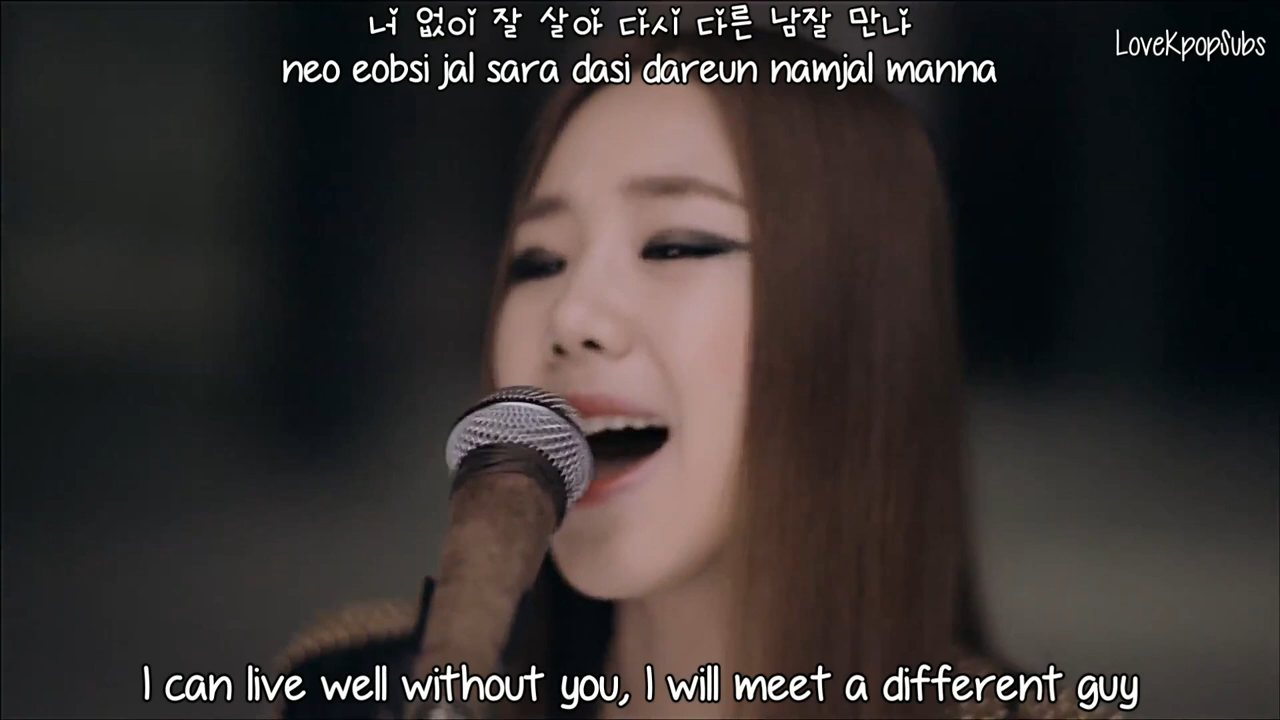 너 없이 잘 살아 다시 다른 남잘 만나
neo eobsi jal sara dasi dareun namjal manna
LoveKpopSubs
I can live well without you, I will meet a different guy